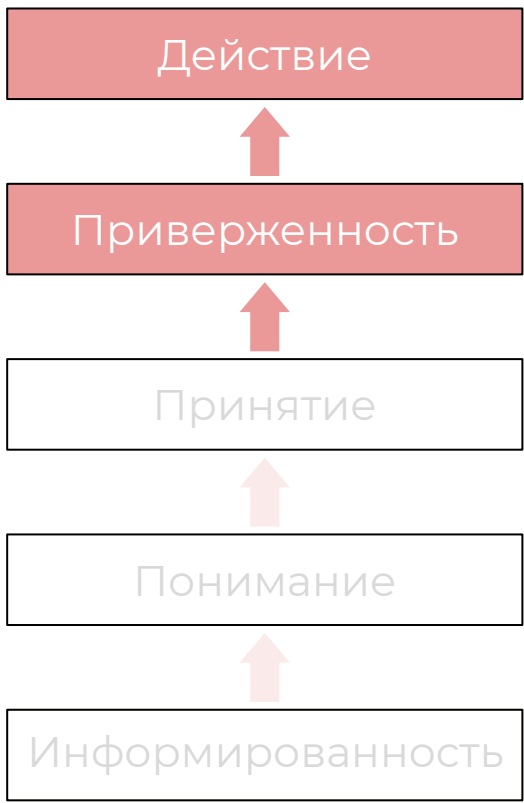 Действие
Приверженность
Принятие
Понимание
Информированность